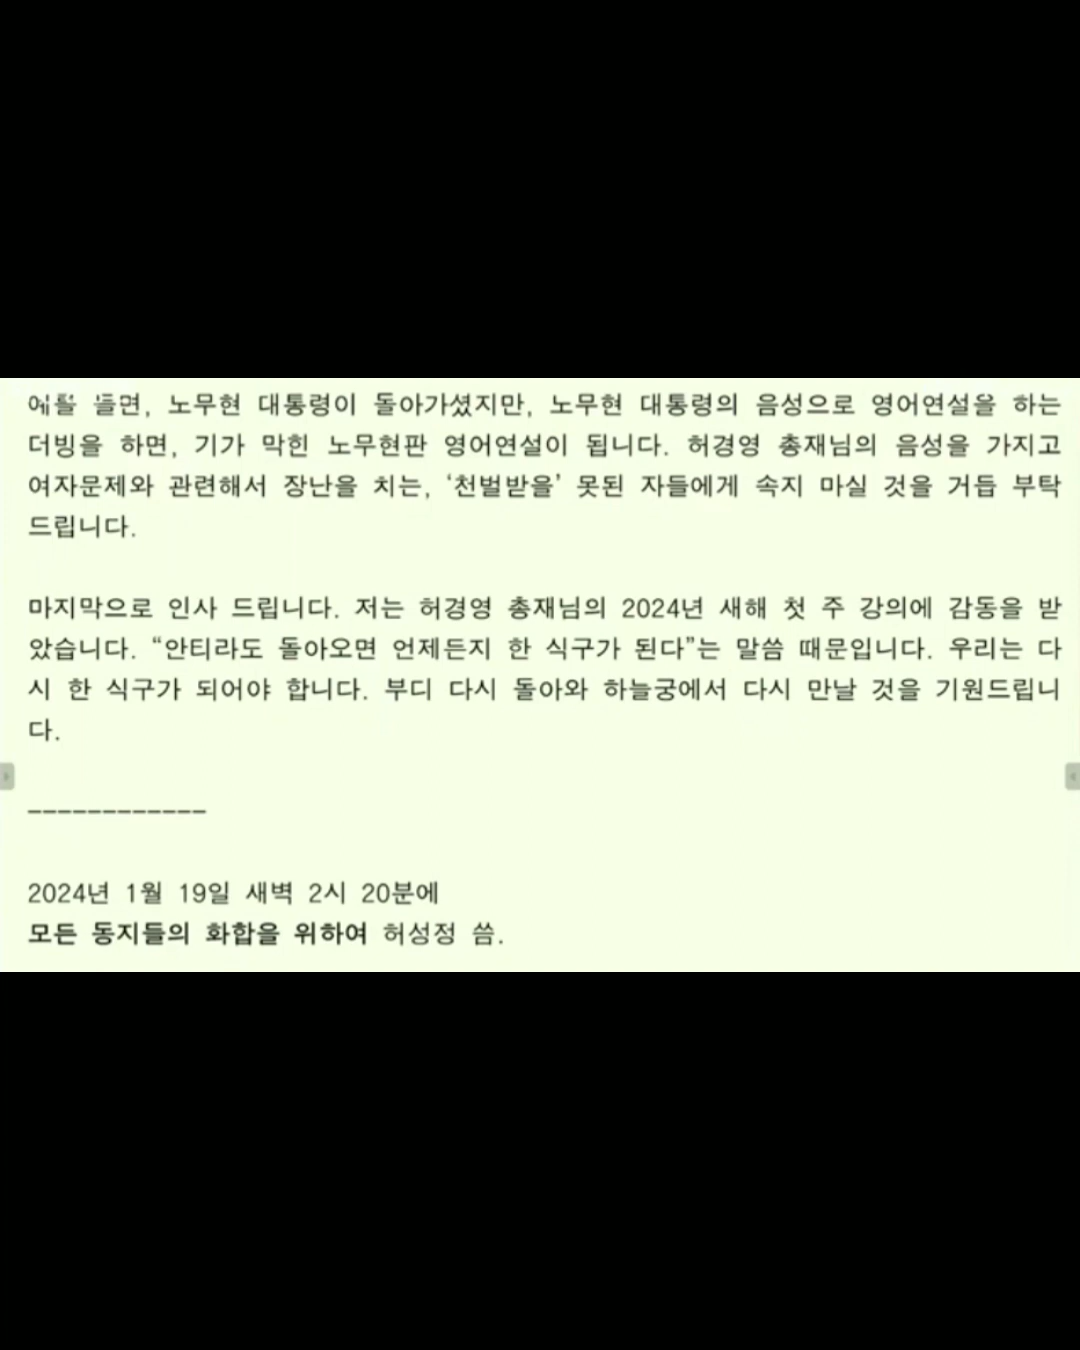 예를 들면, 노무현 대통령이 돌아가셨지만, 노무현 대통령의 음성으로 영어연설을 하는
더빙을 하면, 기가 막힌 노무현판 영어연설이 됩니다. 허경영 총재님의 음성을 가지고
여자문제와 관련해서 장난을 치는, ‘천벌받을’ 못된 자들에게 속지 마실 것을 거듭 부탁
드립니다.
마지막으로 인사 드립니다. 저는 허경영 총재님의 2024년 새해 첫 주 강의에 감동을 받
았습니다. “안티라도 돌아오면 언제든지 한 식구가 된다”는 말씀 때문입니다. 우리는 다
시 한 식구가 되어야 합니다. 부디 다시 돌아와 하늘궁에서 다시 만날 것을 기원드립니
다.
------------
2024년 1월 19일 새벽 2시 20분에
모든 동지들의 화합을 위하여 허성정 씀.